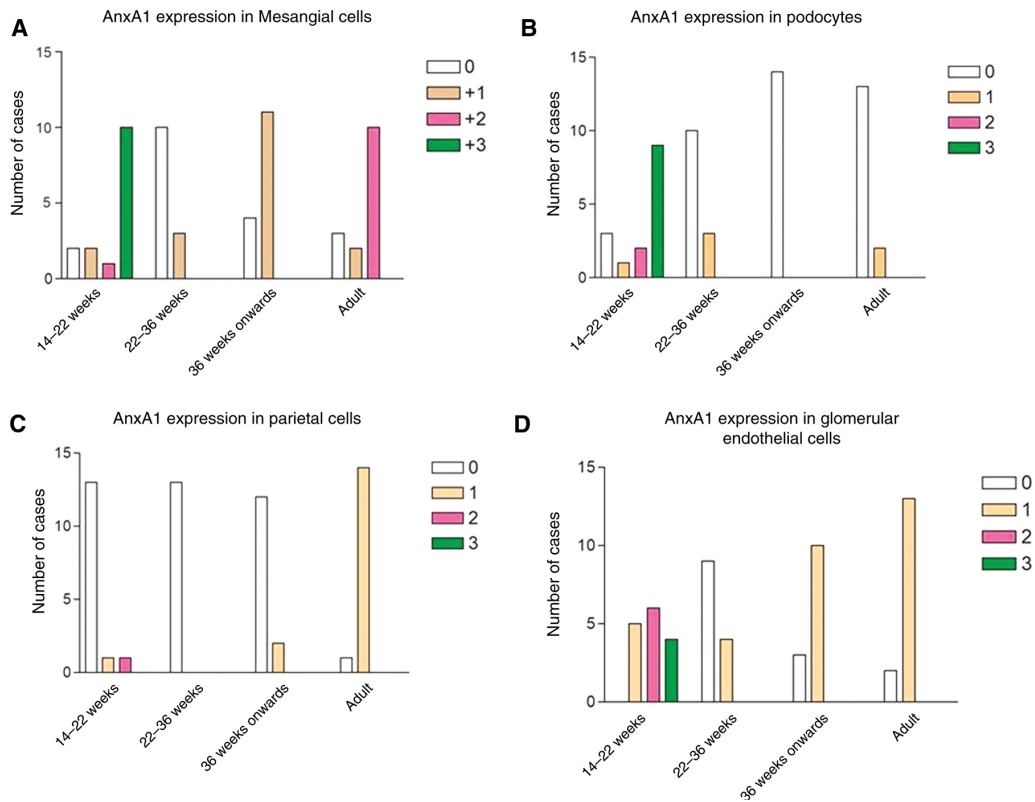 A
AnxA1 expression in Mesangial cells
Number of cases
15
10
5
0
14–22 weeks
22–36 weeks
36 weeks onwards
Adult
0
+1
+2
+3
B
AnxA1 expression in podocytes
Number of cases
15
10
5
0
14–22 weeks
22–36 weeks
36 weeks onwards
Adult
0
1
2
3
C
AnxA1 expression in parietal cells
Number of cases
15
10
5
0
14–22 weeks
22–36 weeks
36 weeks onwards
Adult
0
1
2
3
D
AnxA1 expression in glomerular
endothelial cells
Number of cases
15
10
5
0
14–22 weeks
22–36 weeks
36 weeks onwards
Adult
0
1
2
3